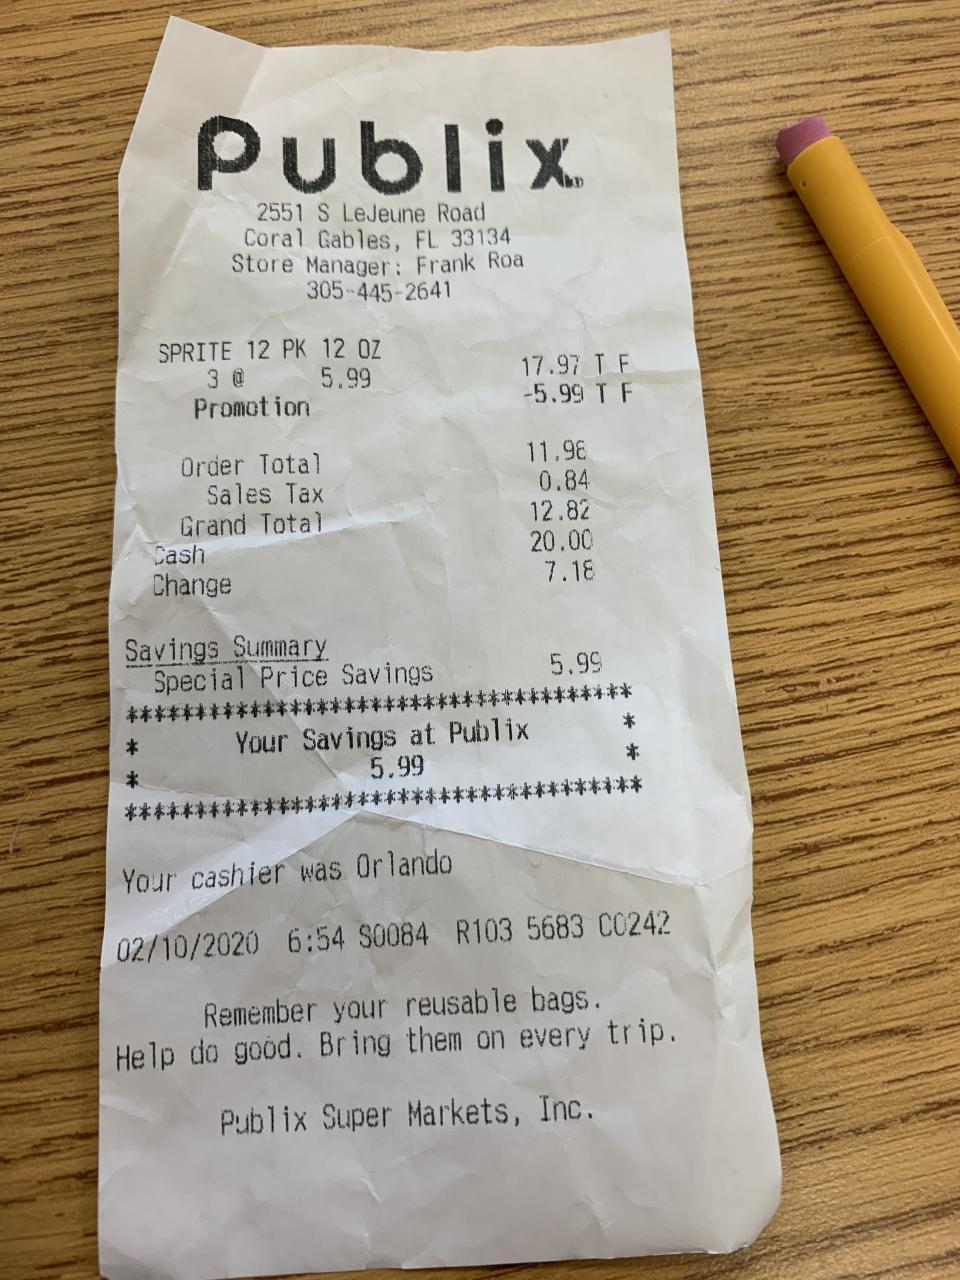 Publix
2551 S LeJeune Road
Coral Gables, FL 33134
Store Manager: Frank Roa
305-445-2641
SPRITE 12 PK 12 OZ
3 @ 5.99 17.97 T F
Promotion -5.99 T F
Order Total 11.98
Sales Tax 0.84
Grand Total 12.82
Cash 20.00
Change 7.18
Savings Summary
Special Price Savings 5.99
************************************
* Your Savings at Publix *
* 5.99 *
************************************
Your cashier was Orlando
02/10/2020 6:54 S0084 R103 5683 C0242
Remember your reusable bags.
Help do good. Bring them on every trip.
Publix Super Markets, Inc.